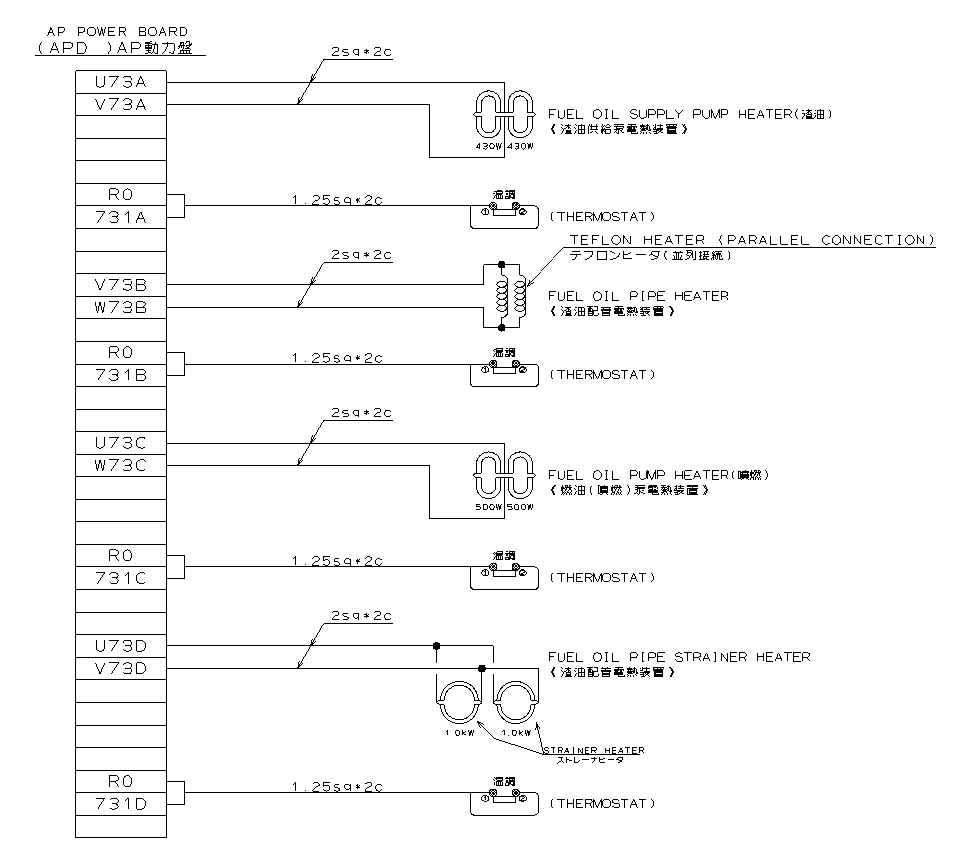 AP POWER BOARD
(APD )AP動力盤
2sq*2c
U73A
V73A
FUEL OIL SUPPLY PUMP HEATER(渣油)
《渣油供給泵電熱装置》
430W 430W
R0
731A
1.25sq*2c
温調
① ②
(THERMOSTAT)
TEFLON HEATER (PARALLEL CONNECTION)
テフロンヒータ(並列接続)
2sq*2c
V73B
W73B
FUEL OIL PIPE HEATER
《渣油配管電熱装置》
R0
731B
1.25sq*2c
温調
① ②
(THERMOSTAT)
2sq*2c
U73C
W73C
FUEL OIL PUMP HEATER(噴燃)
《燃油(噴燃)泵電熱装置》
500W 500W
R0
731C
1.25sq*2c
温調
① ②
(THERMOSTAT)
2sq*2c
U73D
V73D
FUEL OIL PIPE STRAINER HEATER
《渣油配管電熱装置》
1.0kW 1.0kW
STRAINER HEATER
ストレーナヒータ
R0
731D
1.25sq*2c
温調
① ②
(THERMOSTAT)